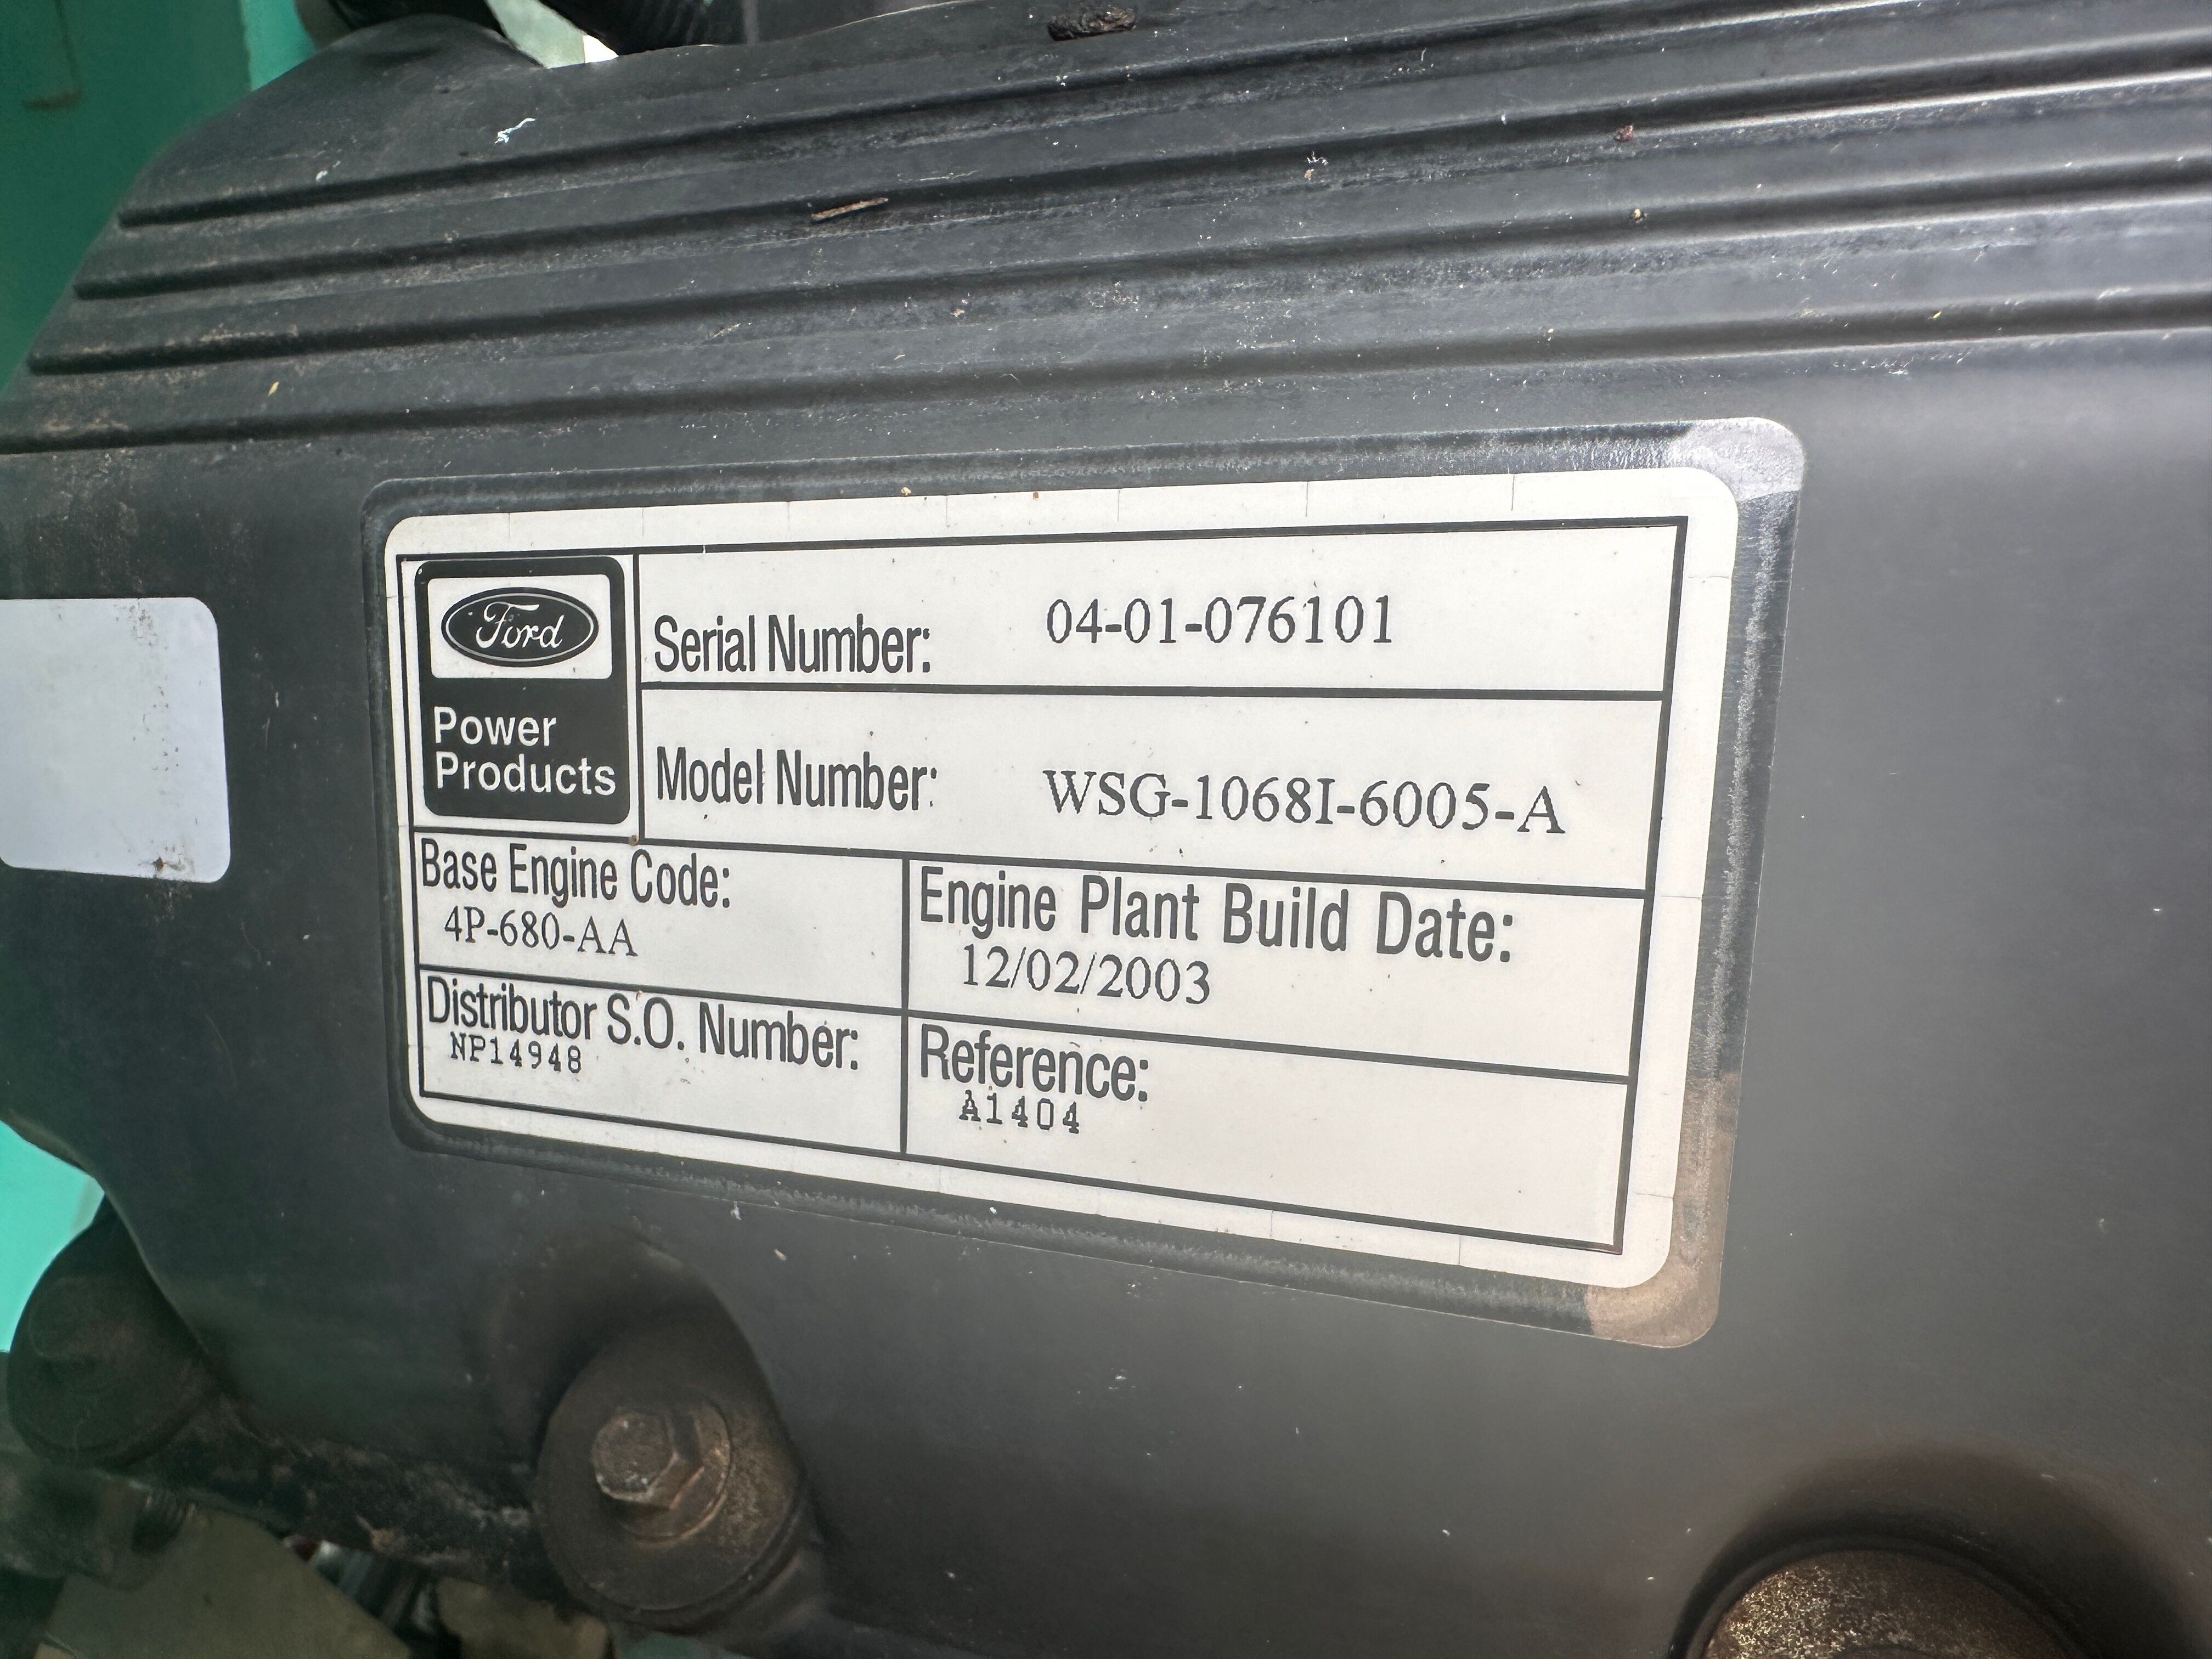 Ford
Power
Products
Serial Number: 04-01-076101
Model Number: WSG-1068I-6005-A
Base Engine Code:
4P-680-AA
Engine Plant Build Date:
12/02/2003
Distributor S.O. Number:
NP14948
Reference:
A1404